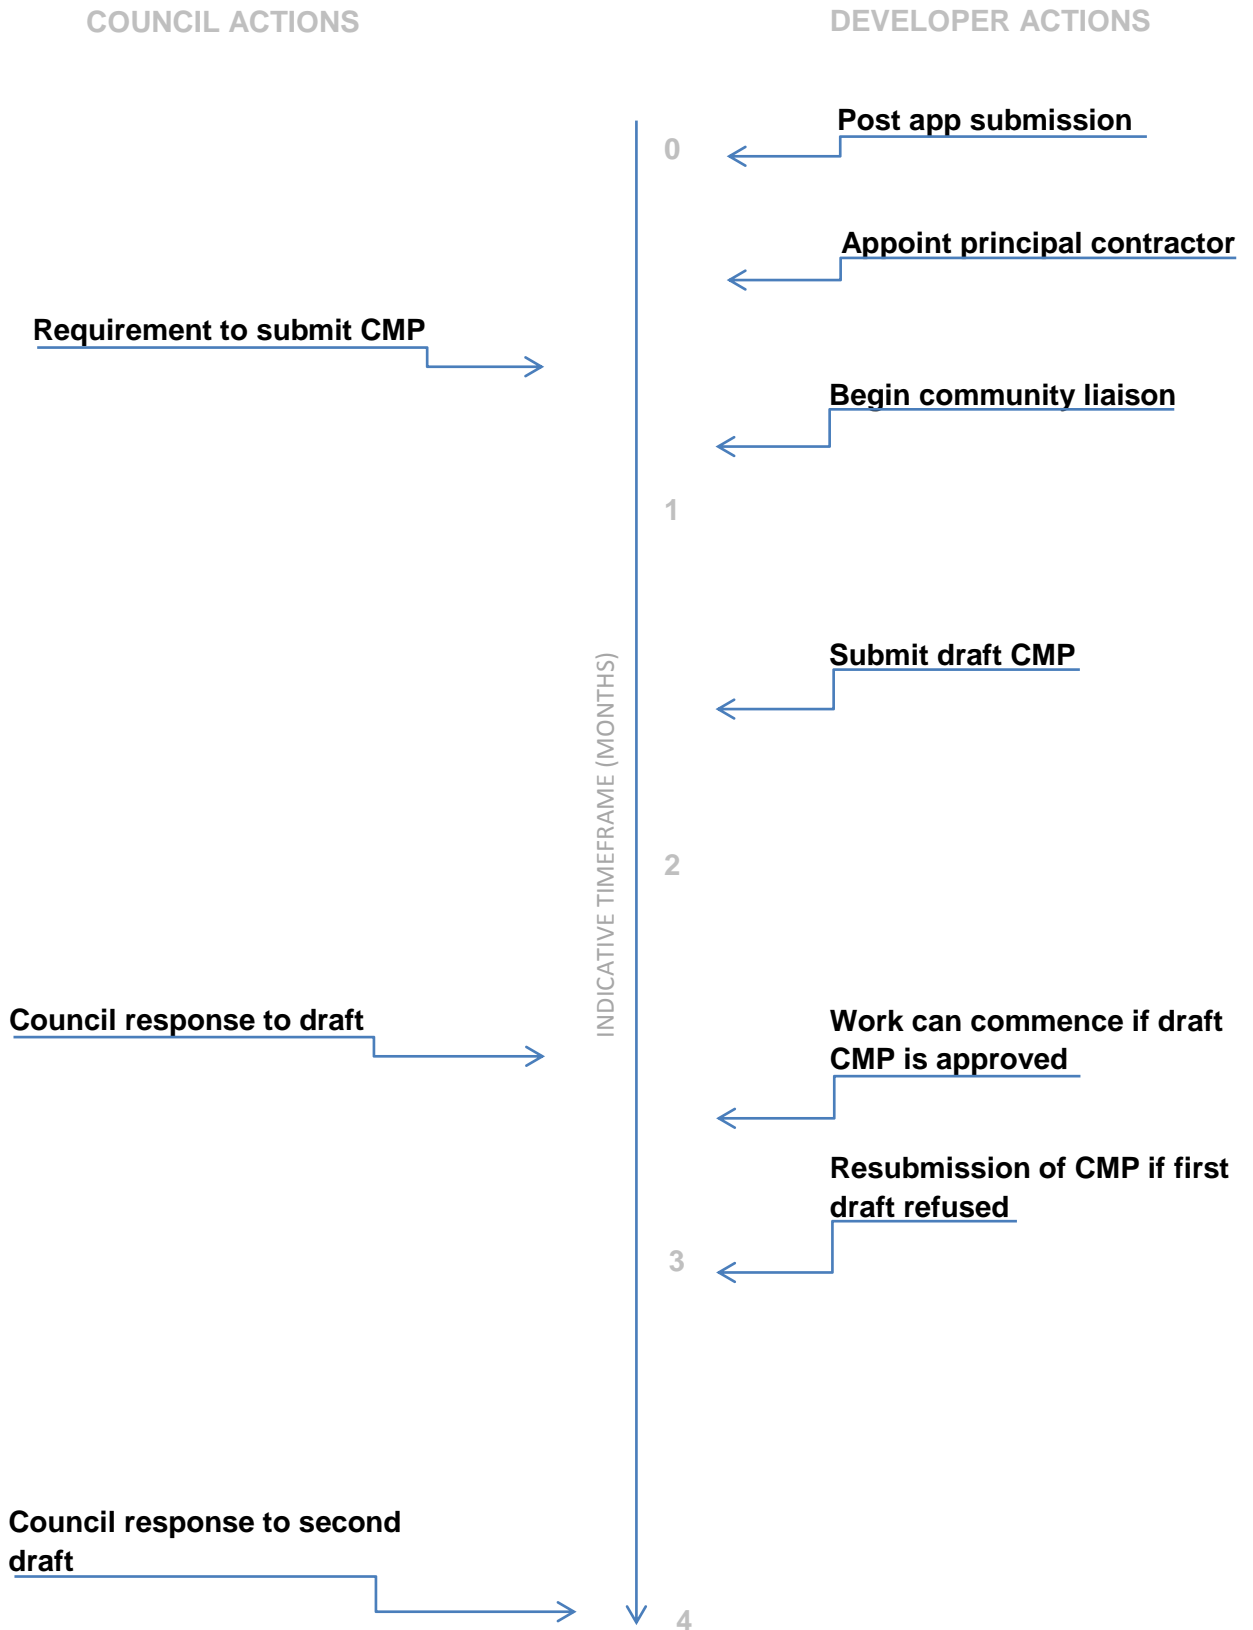 COUNCIL ACTIONS
DEVELOPER ACTIONS
Post app submission
0
Appoint principal contractor
Requirement to submit CMP
Begin community liaison
1
Submit draft CMP
INDICATIVE TIMEFRAME (MONTHS)
2
Council response to draft
Work can commence if draft
CMP is approved
Resubmission of CMP if first
draft refused
3
Council response to second
draft
4